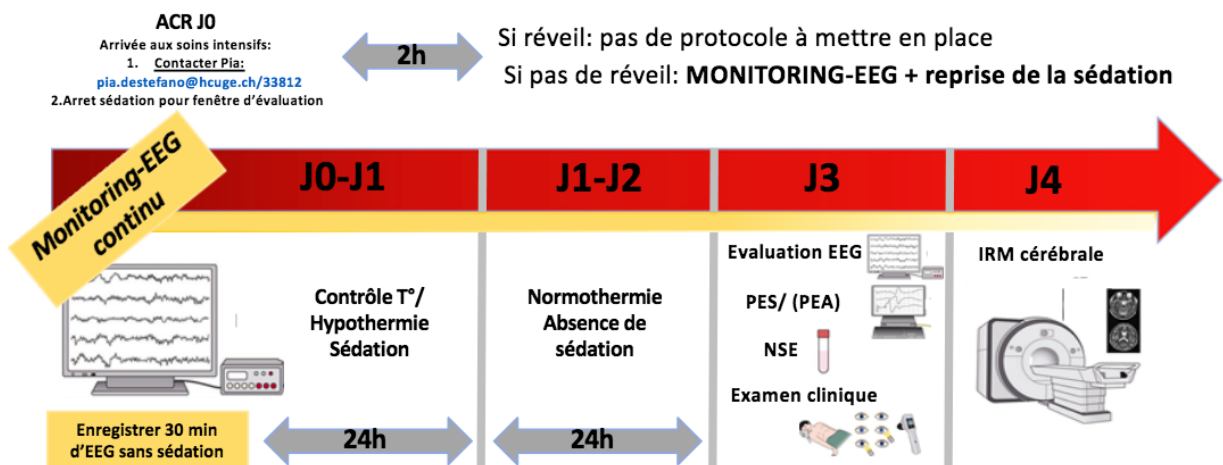 ACR J0
Arrivée aux soins intensifs:
1. Contacter Pia:
pia.destefano@hcuge.ch/33812
2.Arret sédation pour fenêtre d'évaluation
2h
Si réveil: pas de protocole à mettre en place
Si pas de réveil: MONITORING-EEG + reprise de la sédation
Monitoring-EEG
continu
J0-J1
J1-J2
J3
J4
Contrôle T°/
Hypothermie
Sédation
Normothermie
Absence de
sédation
Evaluation EEG
PES/ (PEA)
NSE
Examen clinique
IRM cérébrale
Enregistrer 30 min
d'EEG sans sédation
24h
24h